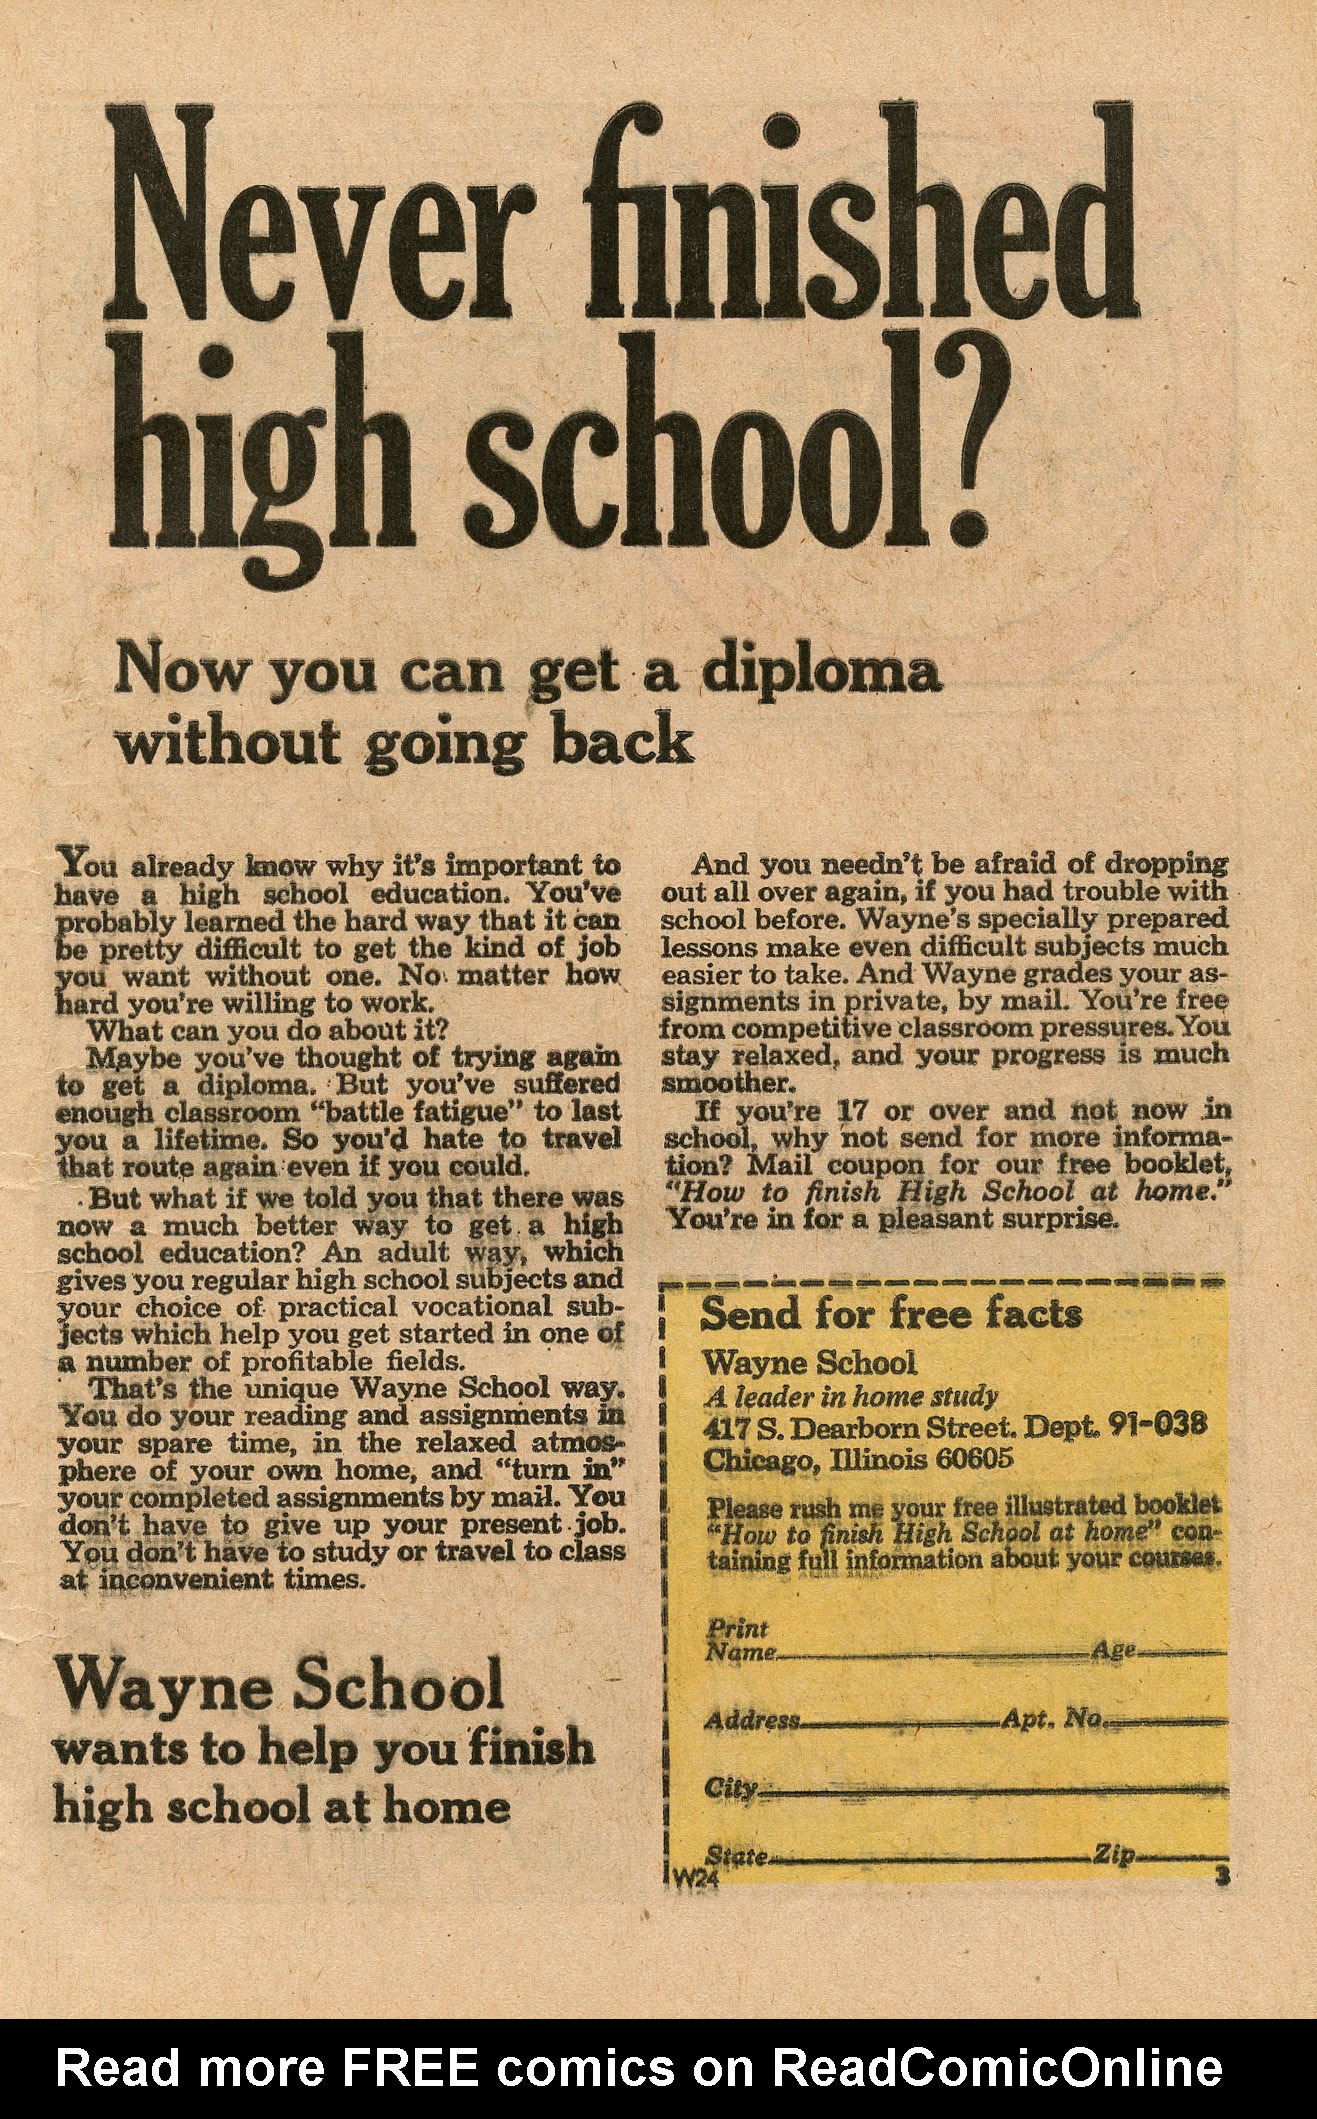 Never finished
high school?
Now you can get a diploma
without going back
You already know why it's important to
have a high school education. You've
probably learned the hard way that it can
be pretty difficult to get the kind of job
you want without one. No matter how
hard you're willing to work.
What can you do about it?
Maybe you've thought of trying again
to get a diploma. But you've suffered
enough classroom "battle fatigue" to last
you a lifetime. So you'd hate to travel
that route again even if you could.
But what if we told you that there was
now a much better way to get a high
school education? An adult way, which
gives you regular high school subjects and
your choice of practical vocational sub-
jects which help you get started in one of
a number of profitable fields.
That's the unique Wayne School way.
You do your reading and assignments in
your spare time, in the relaxed atmos-
phere of your own home, and "turn in"
your completed assignments by mail. You
don't have to give up your present job.
You don't have to study or travel to class
at inconvenient times.
Wayne School
wants to help you finish
high school at home
And you needn't be afraid of dropping
out all over again, if you had trouble with
school before. Wayne's specially prepared
lessons make even difficult subjects much
easier to take. And Wayne grades your as-
signments in private, by mail. You're free
from competitive classroom pressures. You
stay relaxed, and your progress is much
smoother.
If you're 17 or over and not now in
school, why not send for more informa-
tion? Mail coupon for our free booklet,
"How to finish High School at home."
You're in for a pleasant surprise.
Send for free facts
Wayne School
A leader in home study
417 S. Dearborn Street. Dept. 91-038
Chicago, Illinois 60605
Please rush me your free illustrated booklet
"How to finish High School at home" con-
taining full information about your courses.
Print
Name Age
Address Apt. No.
City
State Zip
W24 3
Read more FREE comics on ReadComicOnline